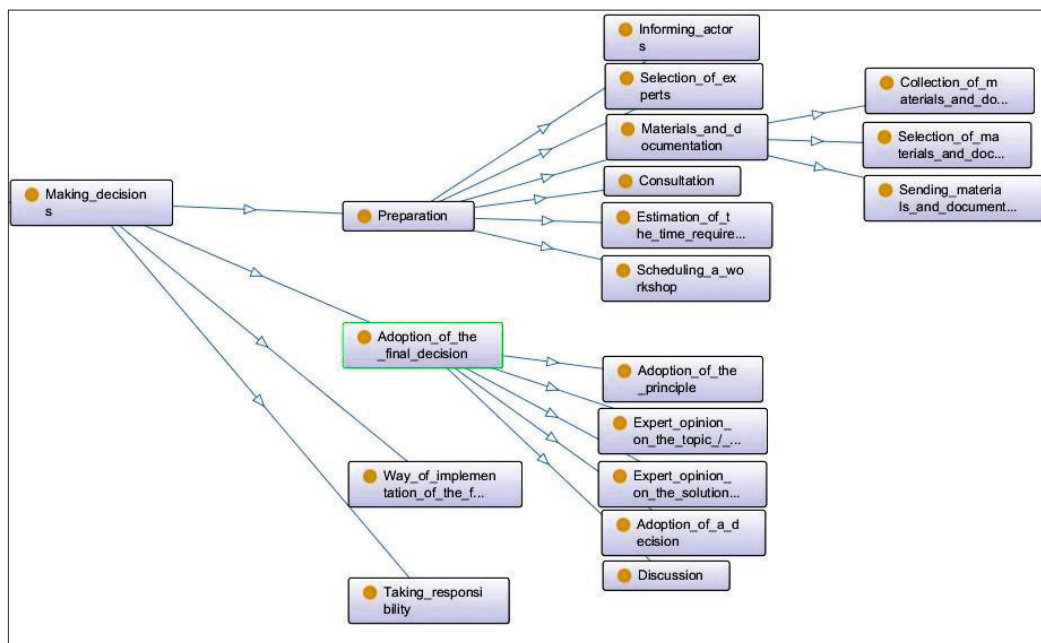 Informing_actor
s
Selection_of_ex
perts
Collection_of_m
aterials_and_do...
Materials_and_d
ocumentation
Selection_of_ma
terials_and_doc...
Consultation
Sending_materia
ls_and_document...
Making_decision
s
Preparation
Estimation_of_t
he_time_require...
Scheduling_a_wo
rkshop
Adoption_of_the
_final_decision
Adoption_of_the
_principle
Expert_opinion_
on_the_topic_/_...
Way_of_implemen
tation_of_the_f...
Expert_opinion_
on_the_solution...
Adoption_of_a_d
ecision
Discussion
Taking_responsi
bility